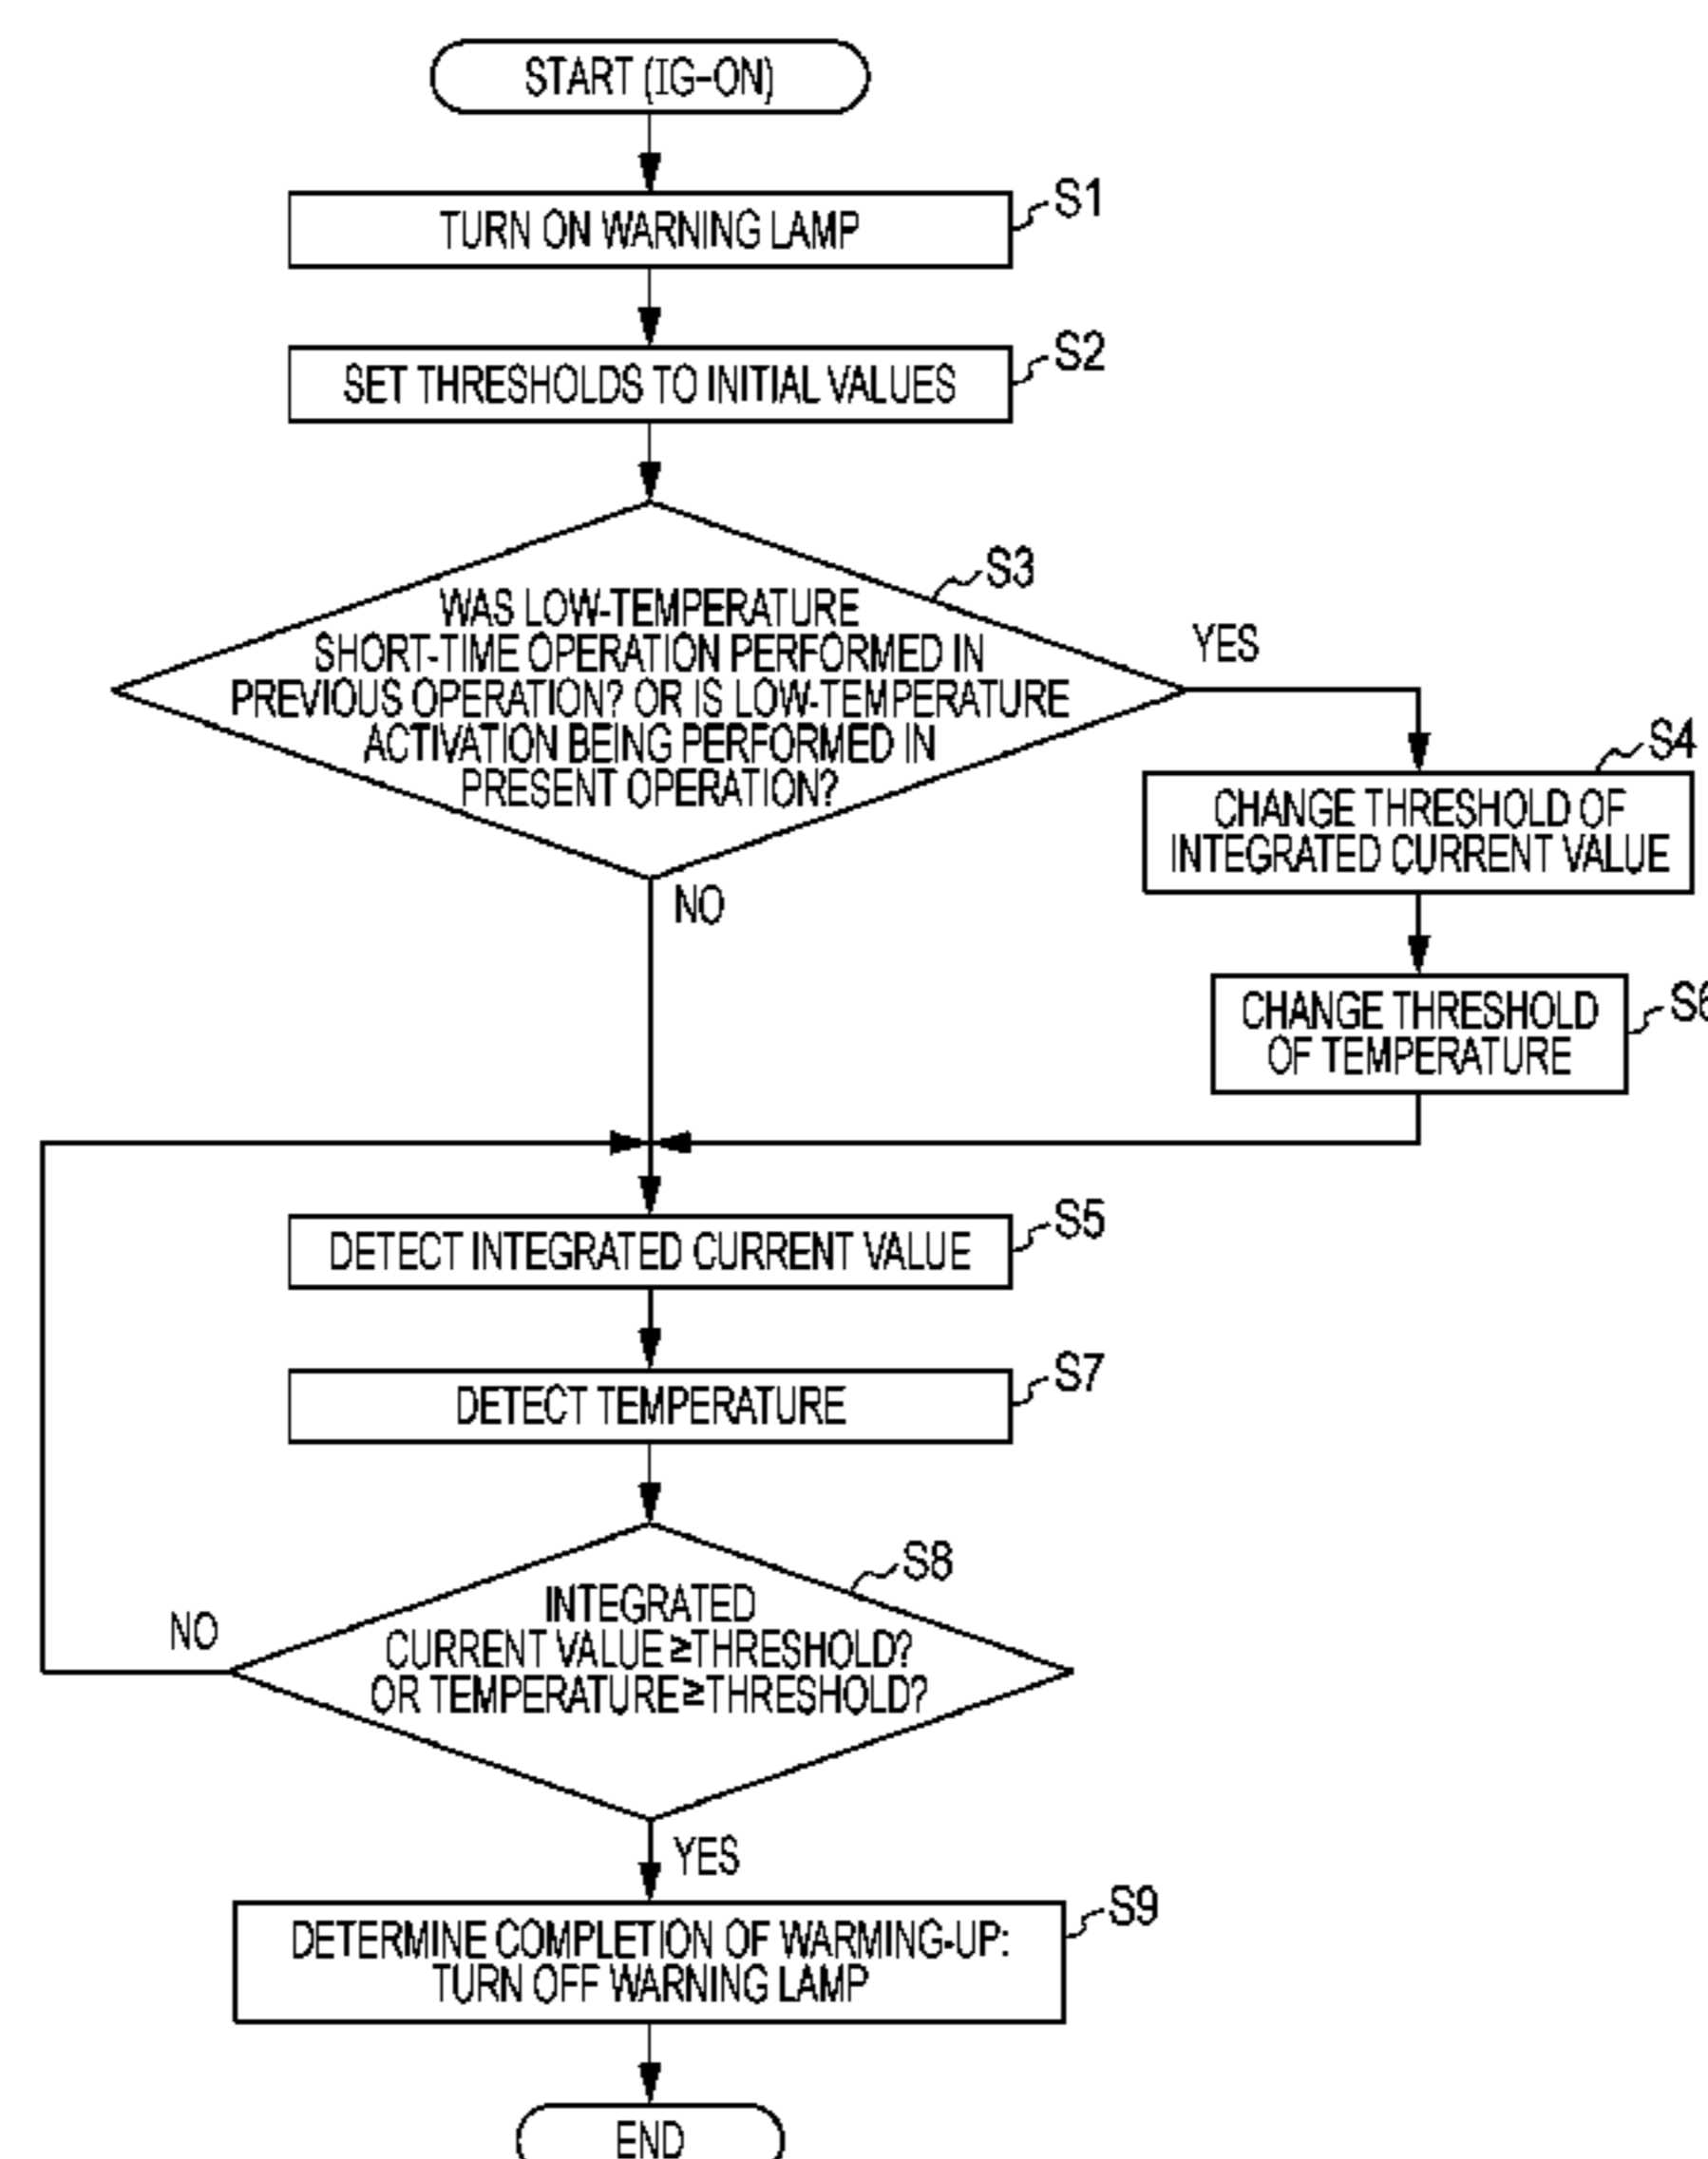 START (IG-ON)
S1
TURN ON WARNING LAMP
S2
SET THRESHOLDS TO INITIAL VALUES
S3
WAS LOW-TEMPERATURE
SHORT-TIME OPERATION PERFORMED IN
PREVIOUS OPERATION? OR IS LOW-TEMPERATURE
ACTIVATION BEING PERFORMED IN
PRESENT OPERATION?
YES
NO
S4
CHANGE THRESHOLD OF
INTEGRATED CURRENT VALUE
S6
CHANGE THRESHOLD
OF TEMPERATURE
S5
DETECT INTEGRATED CURRENT VALUE
S7
DETECT TEMPERATURE
S8
INTEGRATED
CURRENT VALUE ≥THRESHOLD?
OR TEMPERATURE≥THRESHOLD?
NO
YES
S9
DETERMINE COMPLETION OF WARMING-UP:
TURN OFF WARNING LAMP
END